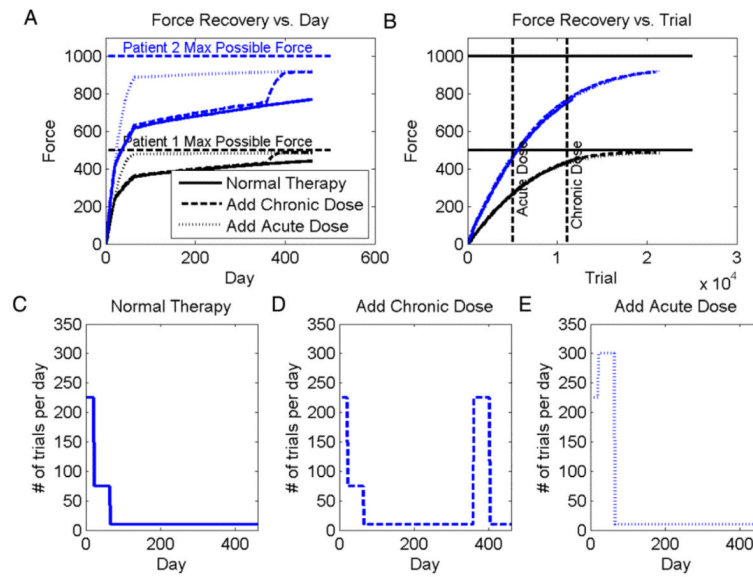 A
Force Recovery vs. Day
Patient 2 Max Possible Force
Patient 1 Max Possible Force
Force
1000
800
600
400
200
0
Normal Therapy
Add Chronic Dose
Add Acute Dose
0 200 400 600
Day
B
Force Recovery vs. Trial
Force
1000
800
600
400
200
0
Acute Dose
Chronic Dose
0 1 2 3
Trial
x 10^4
C
Normal Therapy
# of trials per day
350
300
250
200
150
100
50
0
0 200 400
Day
D
Add Chronic Dose
# of trials per day
350
300
250
200
150
100
50
0
0 200 400
Day
E
Add Acute Dose
# of trials per day
350
300
250
200
150
100
50
0
0 200 400
Day